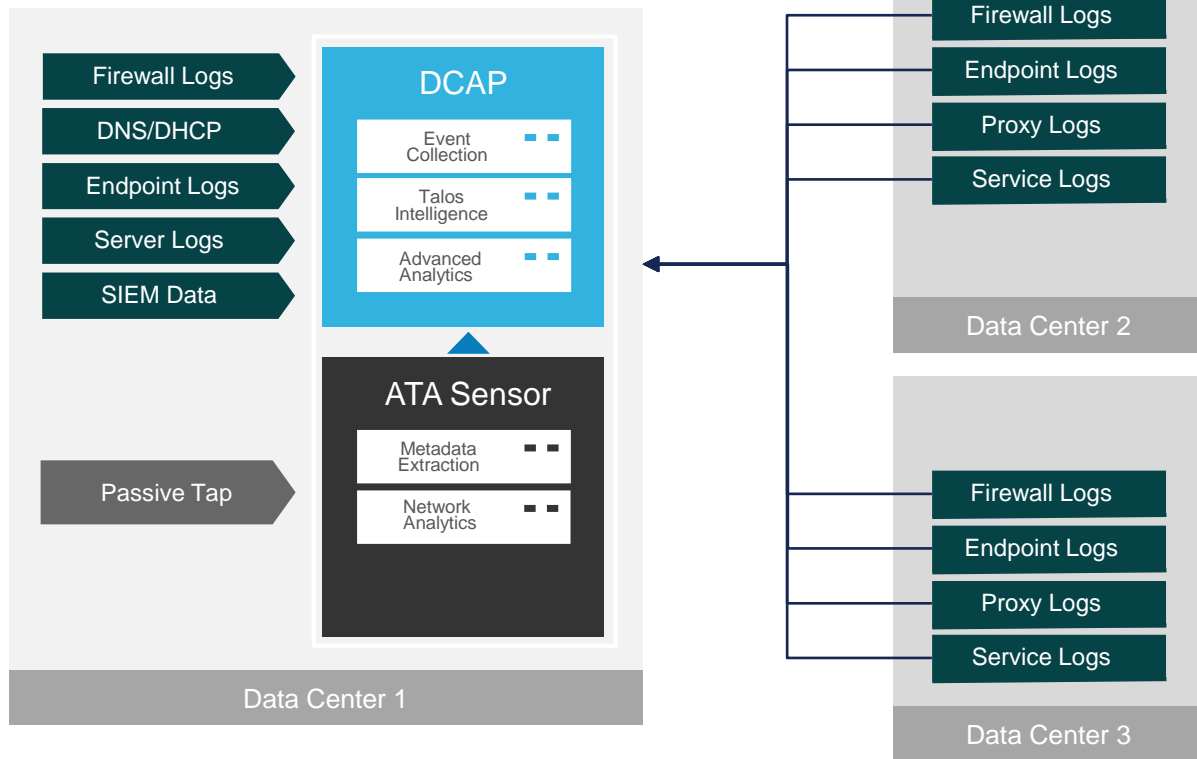 Firewall Logs
DNS/DHCP
Endpoint Logs
Server Logs
SIEM Data
Passive Tap
DCAP
Event
Collection
Talos
Intelligence
Advanced
Analytics
ATA Sensor
Metadata
Extraction
Network
Analytics
Data Center 1
Firewall Logs
Endpoint Logs
Proxy Logs
Service Logs
Data Center 2
Firewall Logs
Endpoint Logs
Proxy Logs
Service Logs
Data Center 3